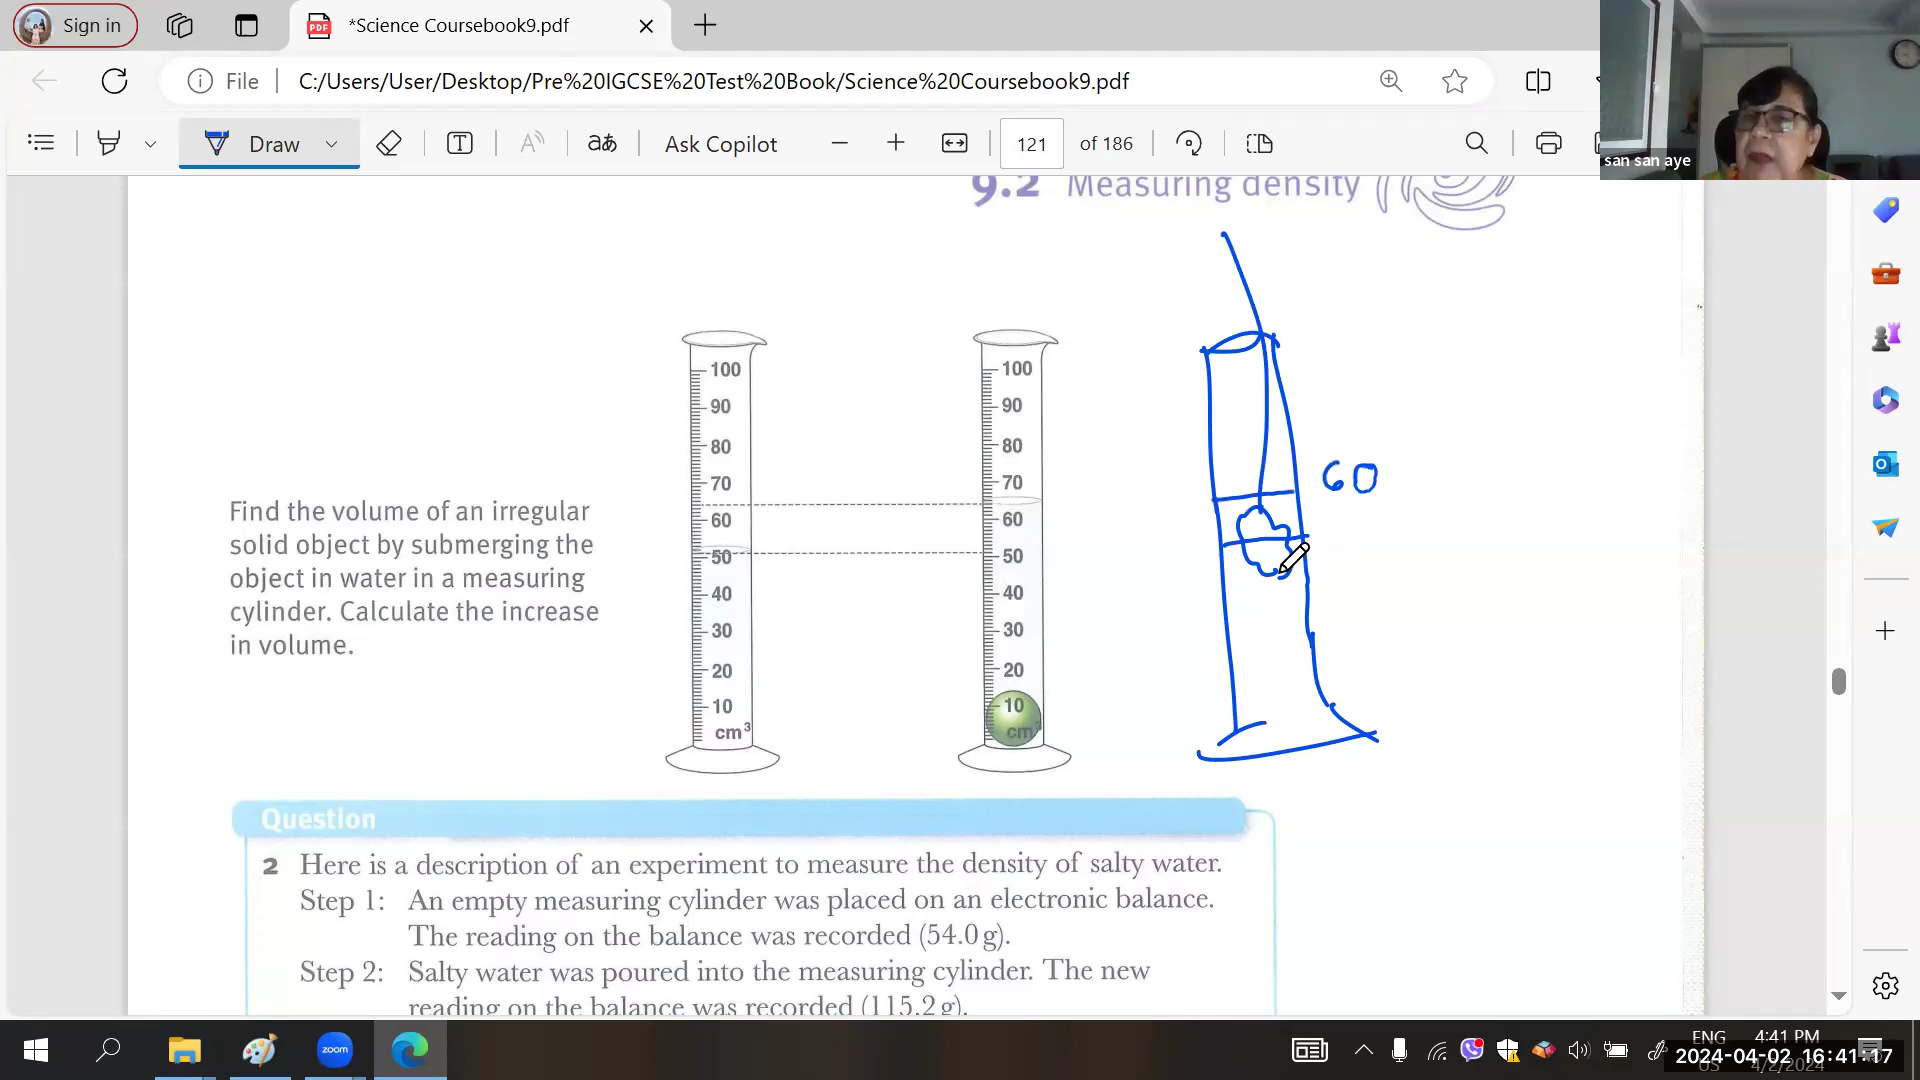 Sign in
*Science Coursebook9.pdf
File
C:/Users/User/Desktop/Pre%20IGCSE%20Test%20Book/Science%20Coursebook9.pdf
san san aye
Draw
Ask Copilot
121 of 186
9.2 Measuring density
100
90
80
70
60
50
40
30
20
10
cm³
100
90
80
70
60
50
40
30
20
10
cm³
60
Find the volume of an irregular
solid object by submerging the
object in water in a measuring
cylinder. Calculate the increase
in volume.
Question
2 Here is a description of an experiment to measure the density of salty water.
Step 1: An empty measuring cylinder was placed on an electronic balance.
The reading on the balance was recorded (54.0 g).
Step 2: Salty water was poured into the measuring cylinder. The new
reading on the balance was recorded (115.2 g).
zoom
ENG
US
4:41 PM
4/2/2024
2024-04-02 16:41:17